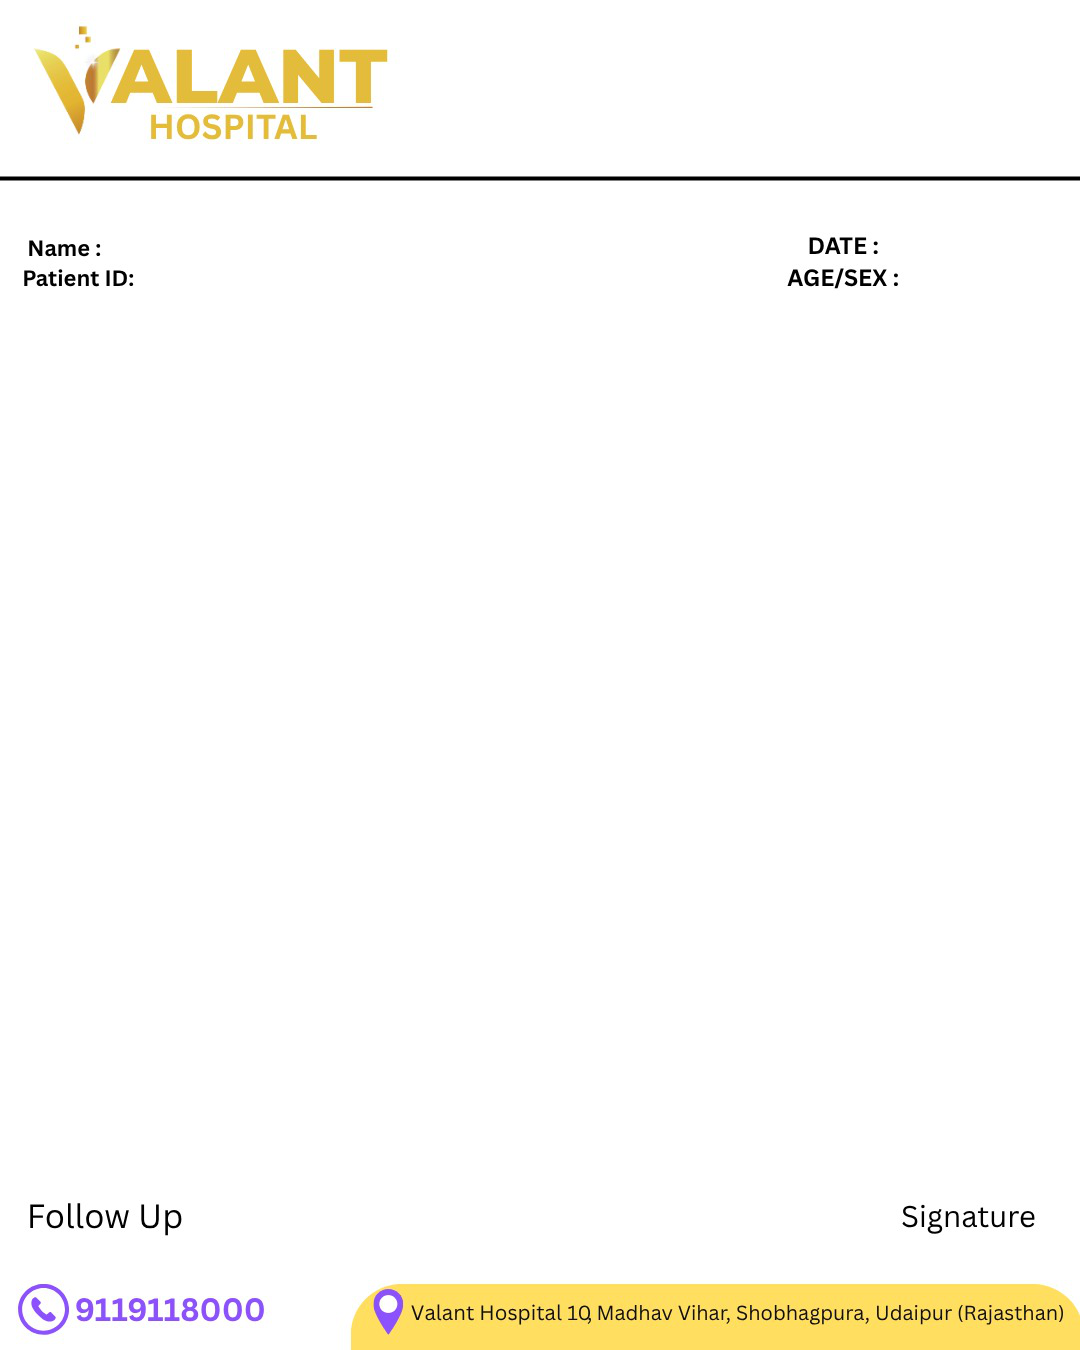 VALANT
HOSPITAL
Name :
DATE :
Patient ID:
AGE/SEX :
Follow Up
Signature
9119118000
Valant Hospital 10, Madhav Vihar, Shobhagpura, Udaipur (Rajasthan)